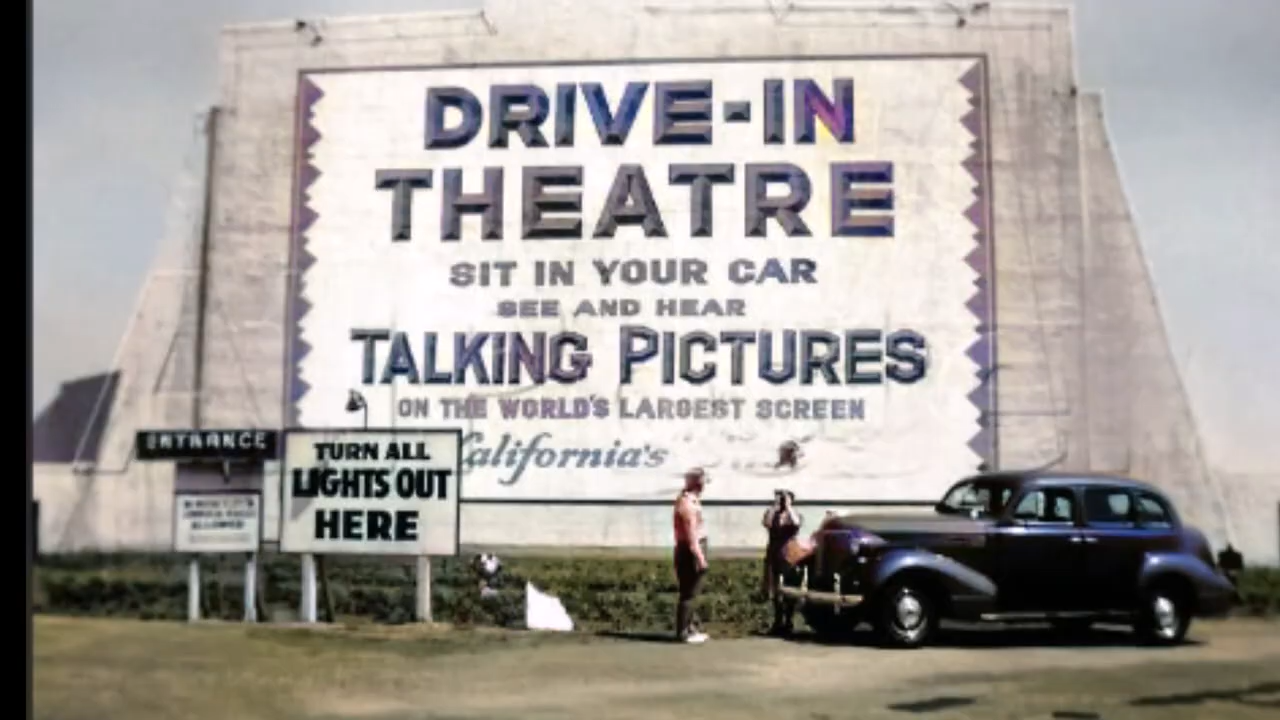 DRIVE-IN
THEATRE
SIT IN YOUR CAR
SEE AND HEAR
TALKING PICTURES
ON THE WORLD'S LARGEST SCREEN
California's
ENTRANCE
TURN ALL
LIGHTS OUT
HERE
ALLOWED